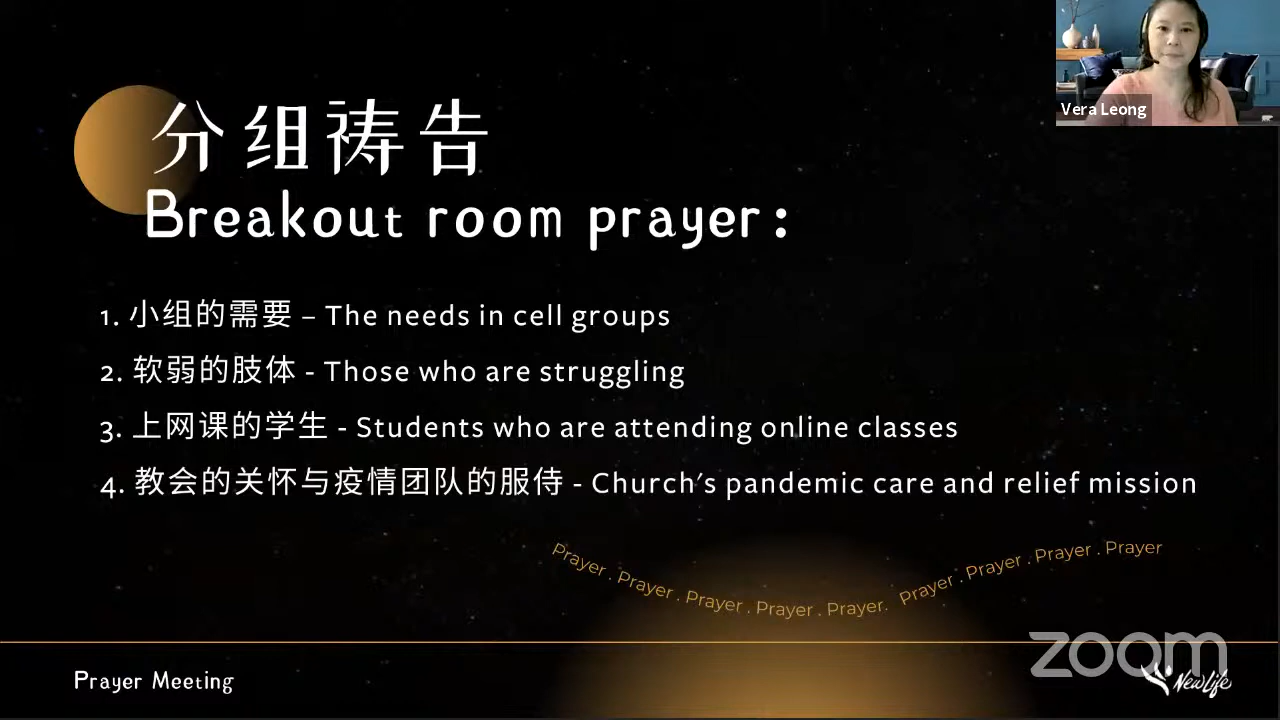 Vera Leong
分组祷告
Breakout room prayer:
1. 小组的需要 – The needs in cell groups
2. 软弱的肢体 - Those who are struggling
3. 上网课的学生 - Students who are attending online classes
4. 教会的关怀与疫情团队的服侍 - Church's pandemic care and relief mission
Prayer . Prayer . Prayer . Prayer . Prayer. Prayer . Prayer . Prayer . Prayer
zoom
Prayer Meeting
New Life